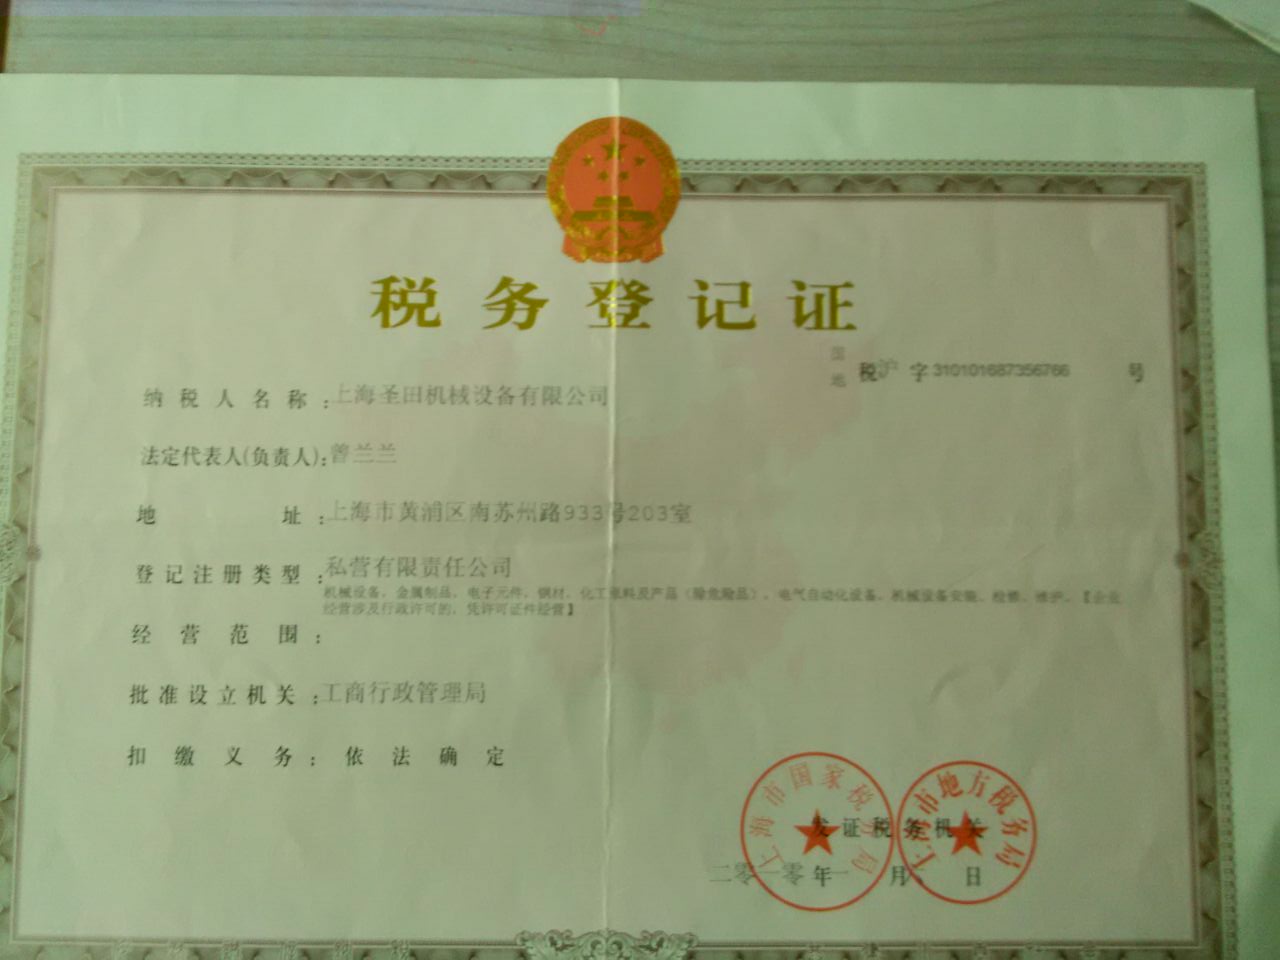 税务登记证
国
地
税沪字310101687356766号
纳税人名称：上海圣田机械设备有限公司
法定代表人(负责人)：曾兰兰
地址：上海市黄浦区南苏州路933号203室
登记注册类型：私营有限责任公司
机械设备、金属制品、电子元件、钢材、化工原料及产品（除危险品），电气自动化设备、机械设备安装、检修、维护。【企业
经营涉及行政许可的，凭许可证件经营】
经营范围：
批准设立机关：工商行政管理局
扣缴义务：依法确定
上海市国家税务局
上海市地方税务局
发证税务机关
二零一零年一月 日